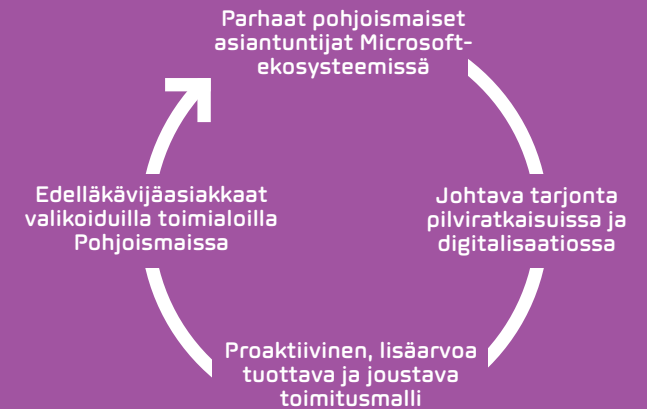 Parhaat pohjoismaiset
asiantuntijat Microsoft-
ekosysteemissä
Johtava tarjonta
pilviratkaisuissa ja
digitalisaatiossa
Proaktiivinen, lisäarvoa
tuottava ja joustava
toimitusmalli
Edelläkävijäasiakkaat
valikoiduilla toimialoilla
Pohjoismaissa